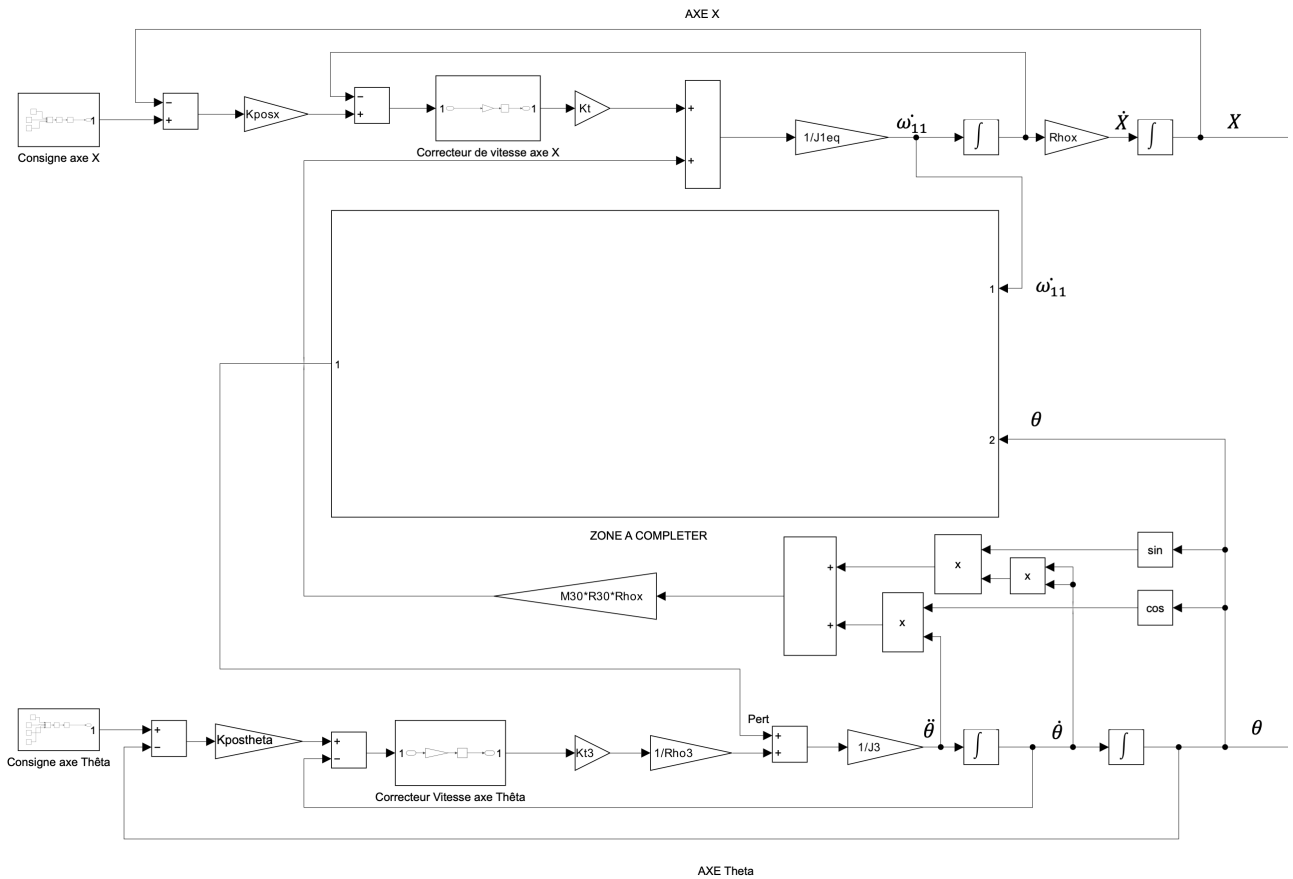 AXE X
−
+
Kposx
−
+
1
1
Kt
+
+
1/J1eq
ω̇₁₁
∫
Rhox
Ẋ
∫
X
1
Consigne axe X
Correcteur de vitesse axe X
1
ω̇₁₁
1
θ
2
ZONE A COMPLETER
sin
x
x
+
M30*R30*Rhox
cos
x
+
1
Consigne axe Thêta
+
−
Kpostheta
+
−
1
1
Correcteur Vitesse axe Thêta
Kt3
1/Rho3
Pert
+
+
1/J3
θ̈
∫
θ̇
∫
θ
AXE Theta